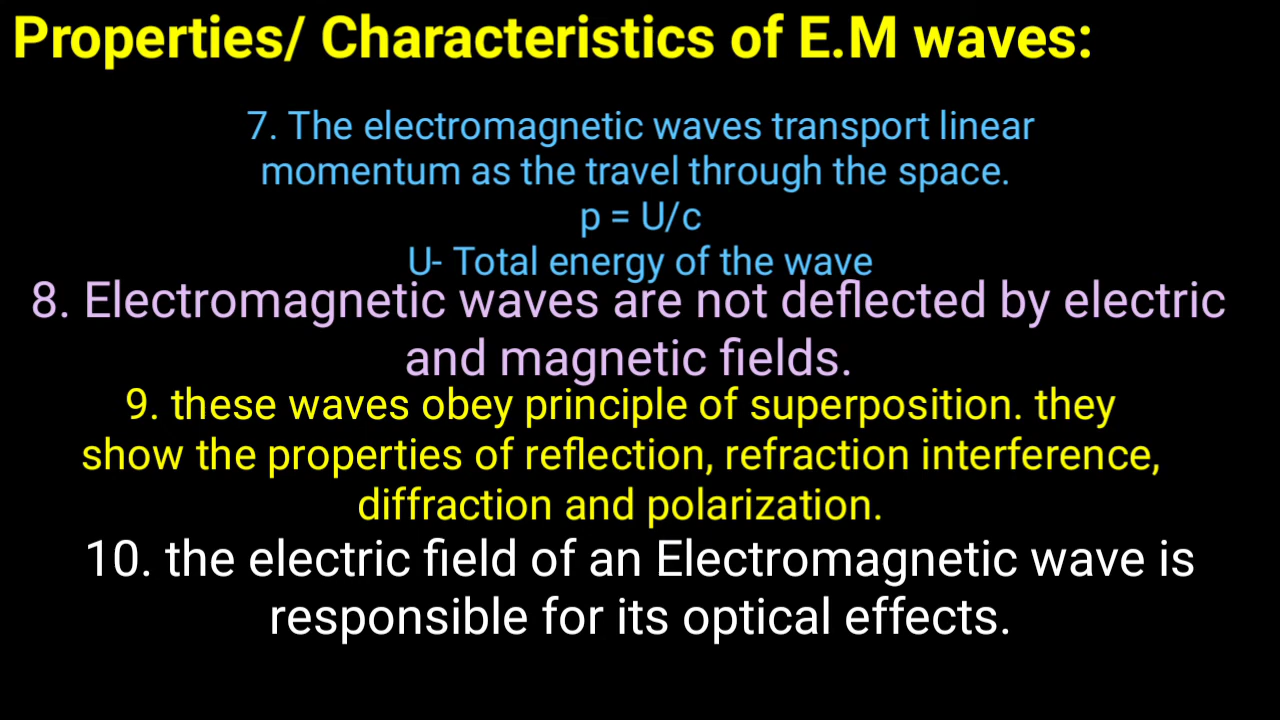 Properties/ Characteristics of E.M waves:
7. The electromagnetic waves transport linear
momentum as the travel through the space.
p = U/c
U- Total energy of the wave
8. Electromagnetic waves are not deflected by electric
and magnetic fields.
9. these waves obey principle of superposition. they
show the properties of reflection, refraction interference,
diffraction and polarization.
10. the electric field of an Electromagnetic wave is
responsible for its optical effects.